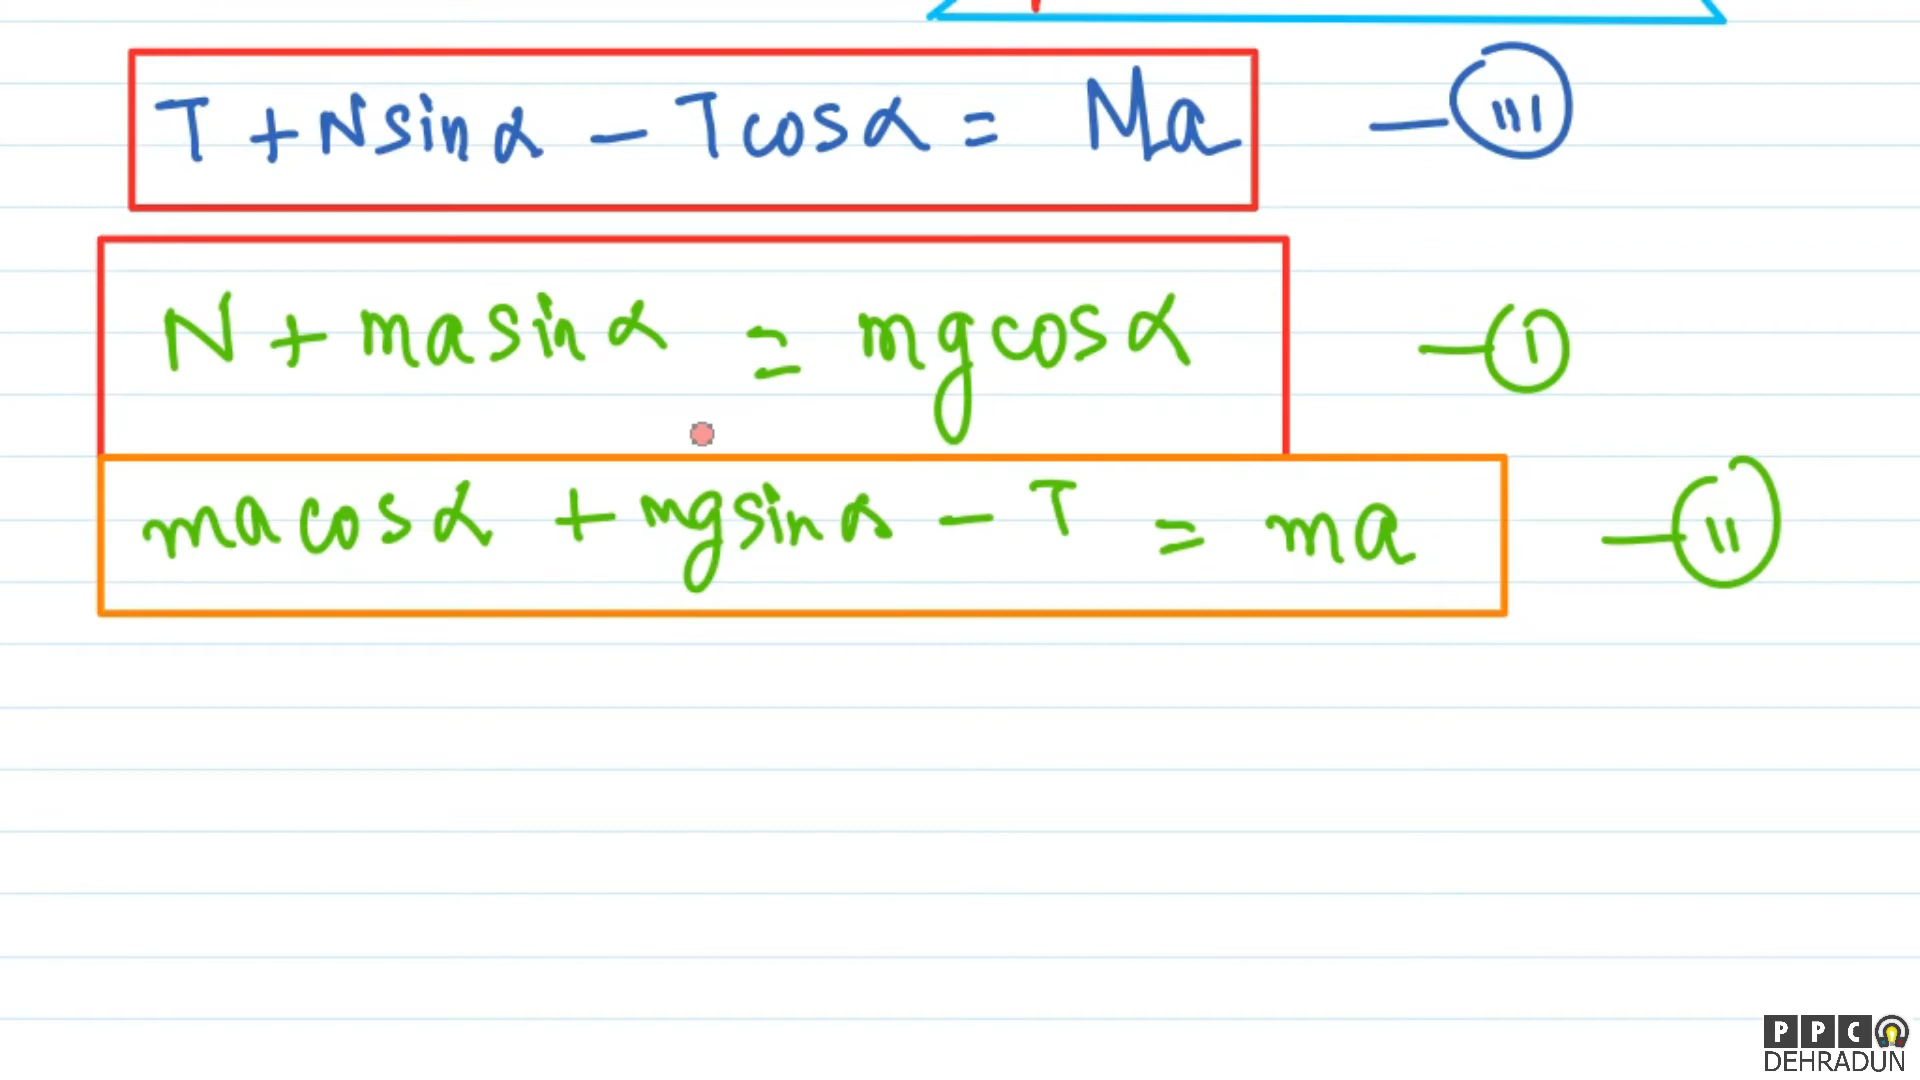 T + N sin α - T cos α = Ma — III
N + ma sin α = mg cos α — I
ma cos α + mg sin α - T = ma — II
PPC
DEHRADUN